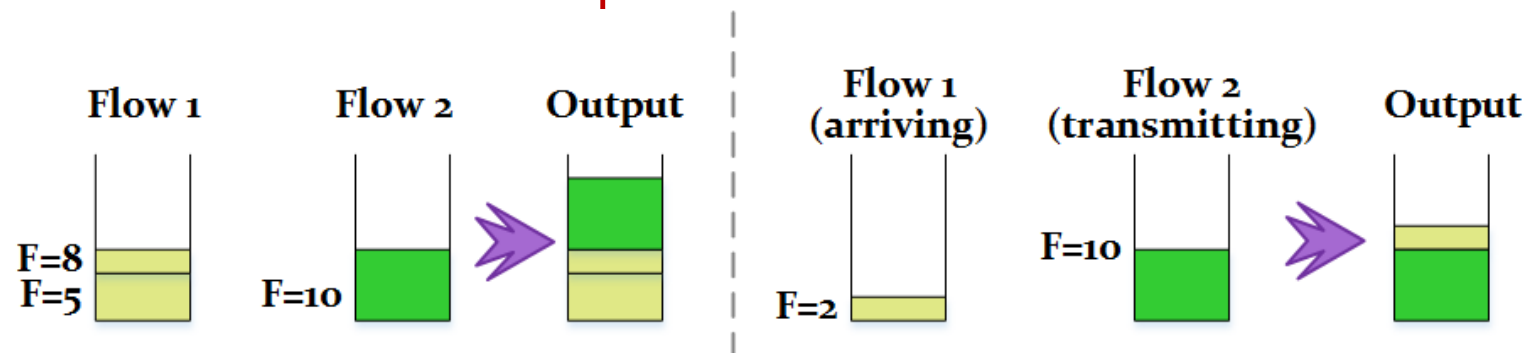 Flow 1
Flow 2
Output
F=8
F=5
F=10
Flow 1
(arriving)
Flow 2
(transmitting)
Output
F=2
F=10